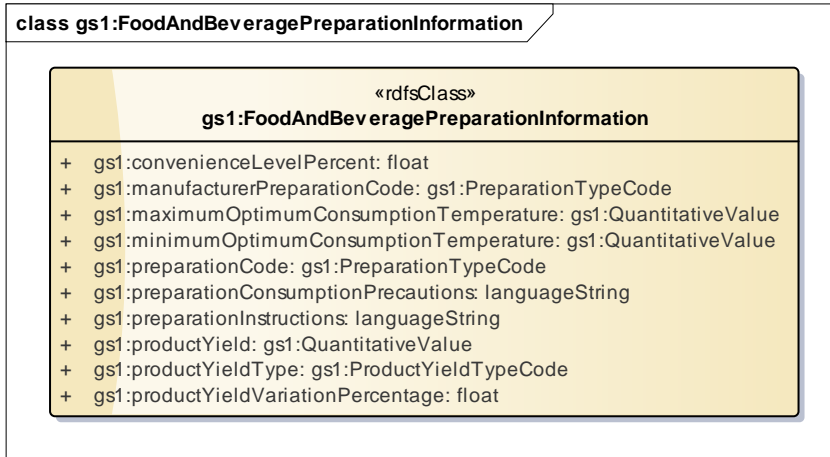 class gs1:FoodAndBeveragePreparationInformation
«rdfsClass»
gs1:FoodAndBeveragePreparationInformation
+ gs1:convenienceLevelPercent: float
+ gs1:manufacturerPreparationCode: gs1:PreparationTypeCode
+ gs1:maximumOptimumConsumptionTemperature: gs1:QuantitativeValue
+ gs1:minimumOptimumConsumptionTemperature: gs1:QuantitativeValue
+ gs1:preparationCode: gs1:PreparationTypeCode
+ gs1:preparationConsumptionPrecautions: languageString
+ gs1:preparationInstructions: languageString
+ gs1:productYield: gs1:QuantitativeValue
+ gs1:productYieldType: gs1:ProductYieldTypeCode
+ gs1:productYieldVariationPercentage: float